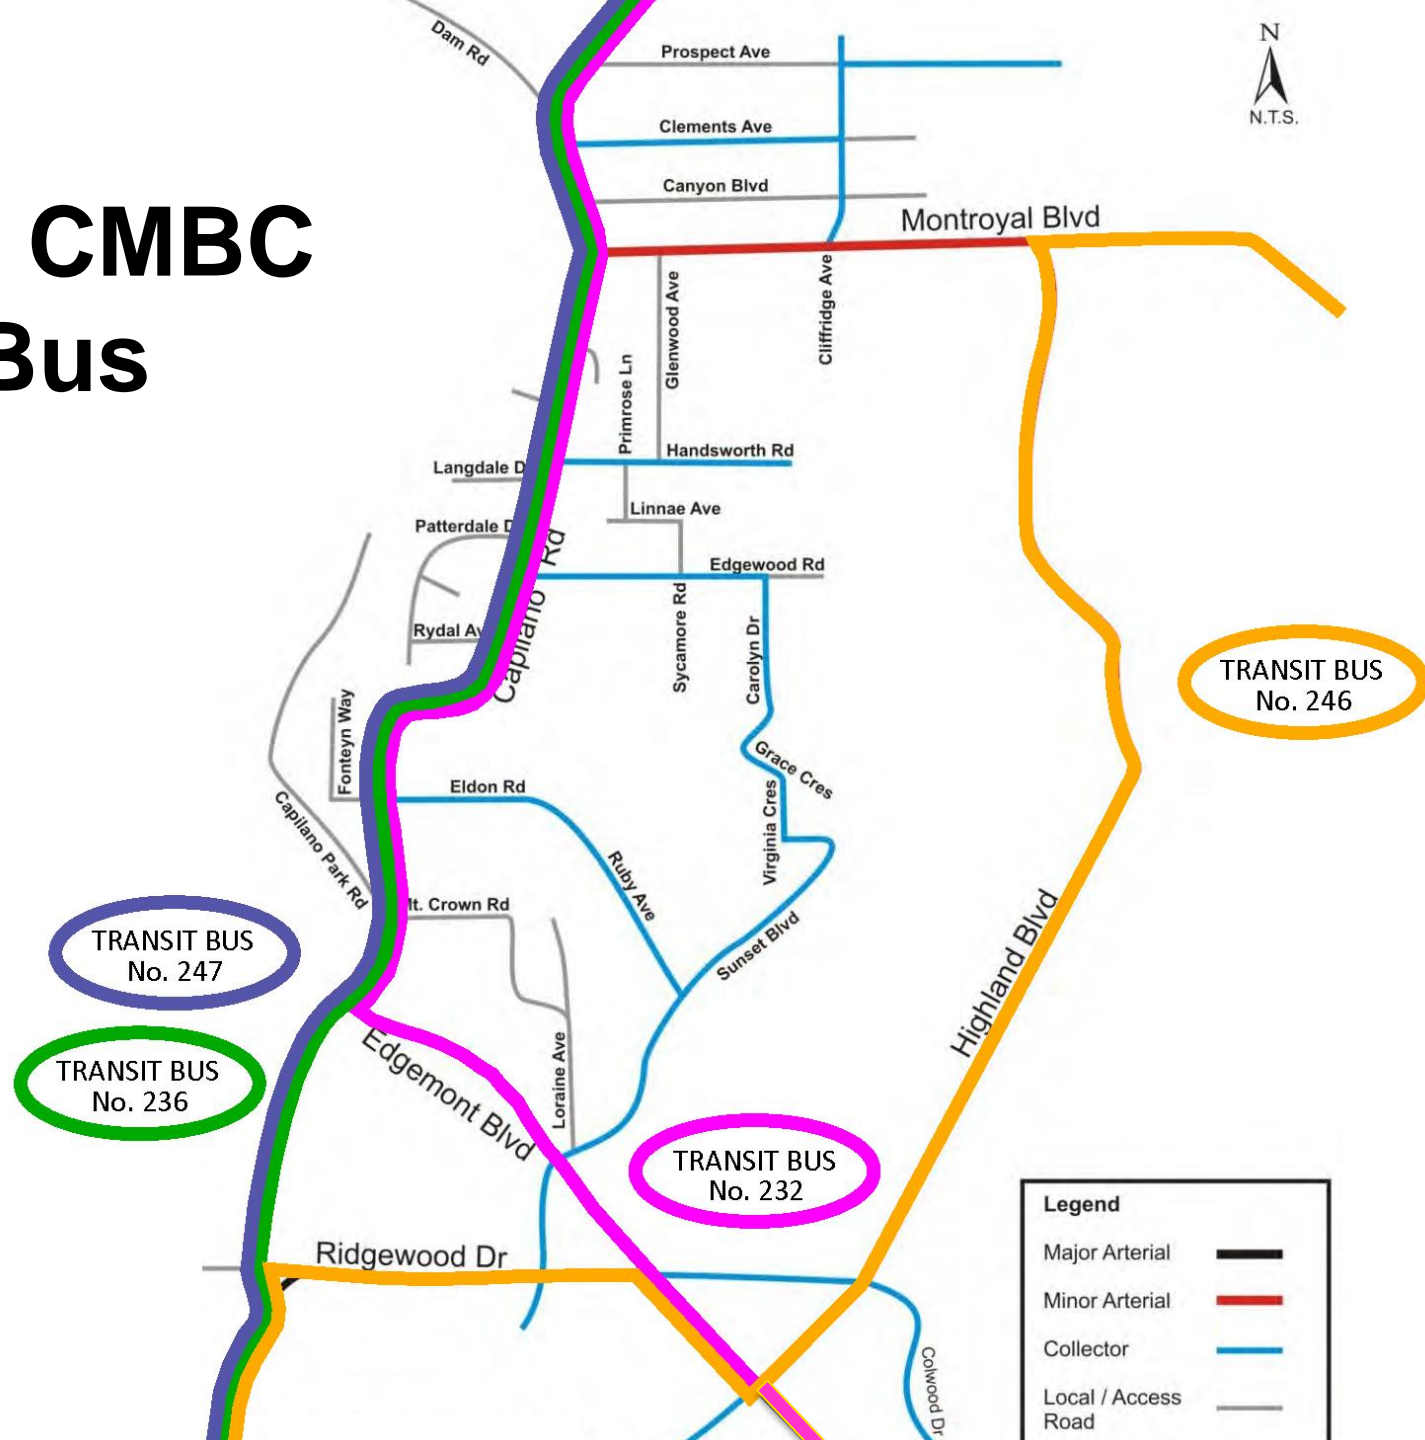 Dam Rd
Prospect Ave
N
N.T.S.
Clements Ave
Canyon Blvd
CMBC
Montroyal Blvd
Bus
Glenwood Ave
Cliffridge Ave
Primrose Ln
Handsworth Rd
Langdale D
Linnae Ave
Patterdale D
Capilano Rd
Edgewood Rd
Sycamore Rd
Carolyn Dr
Rydal Av
TRANSIT BUS
No. 246
Fonteyn Way
Grace Cres
Eldon Rd
Virginia Cres
Capilano Park Rd
Ruby Ave
Mt. Crown Rd
Sunset Blvd
TRANSIT BUS
No. 247
Highland Blvd
Edgemont Blvd
Loraine Ave
TRANSIT BUS
No. 236
TRANSIT BUS
No. 232
Ridgewood Dr
Colwood Dr
Legend
Major Arterial
Minor Arterial
Collector
Local / Access
Road